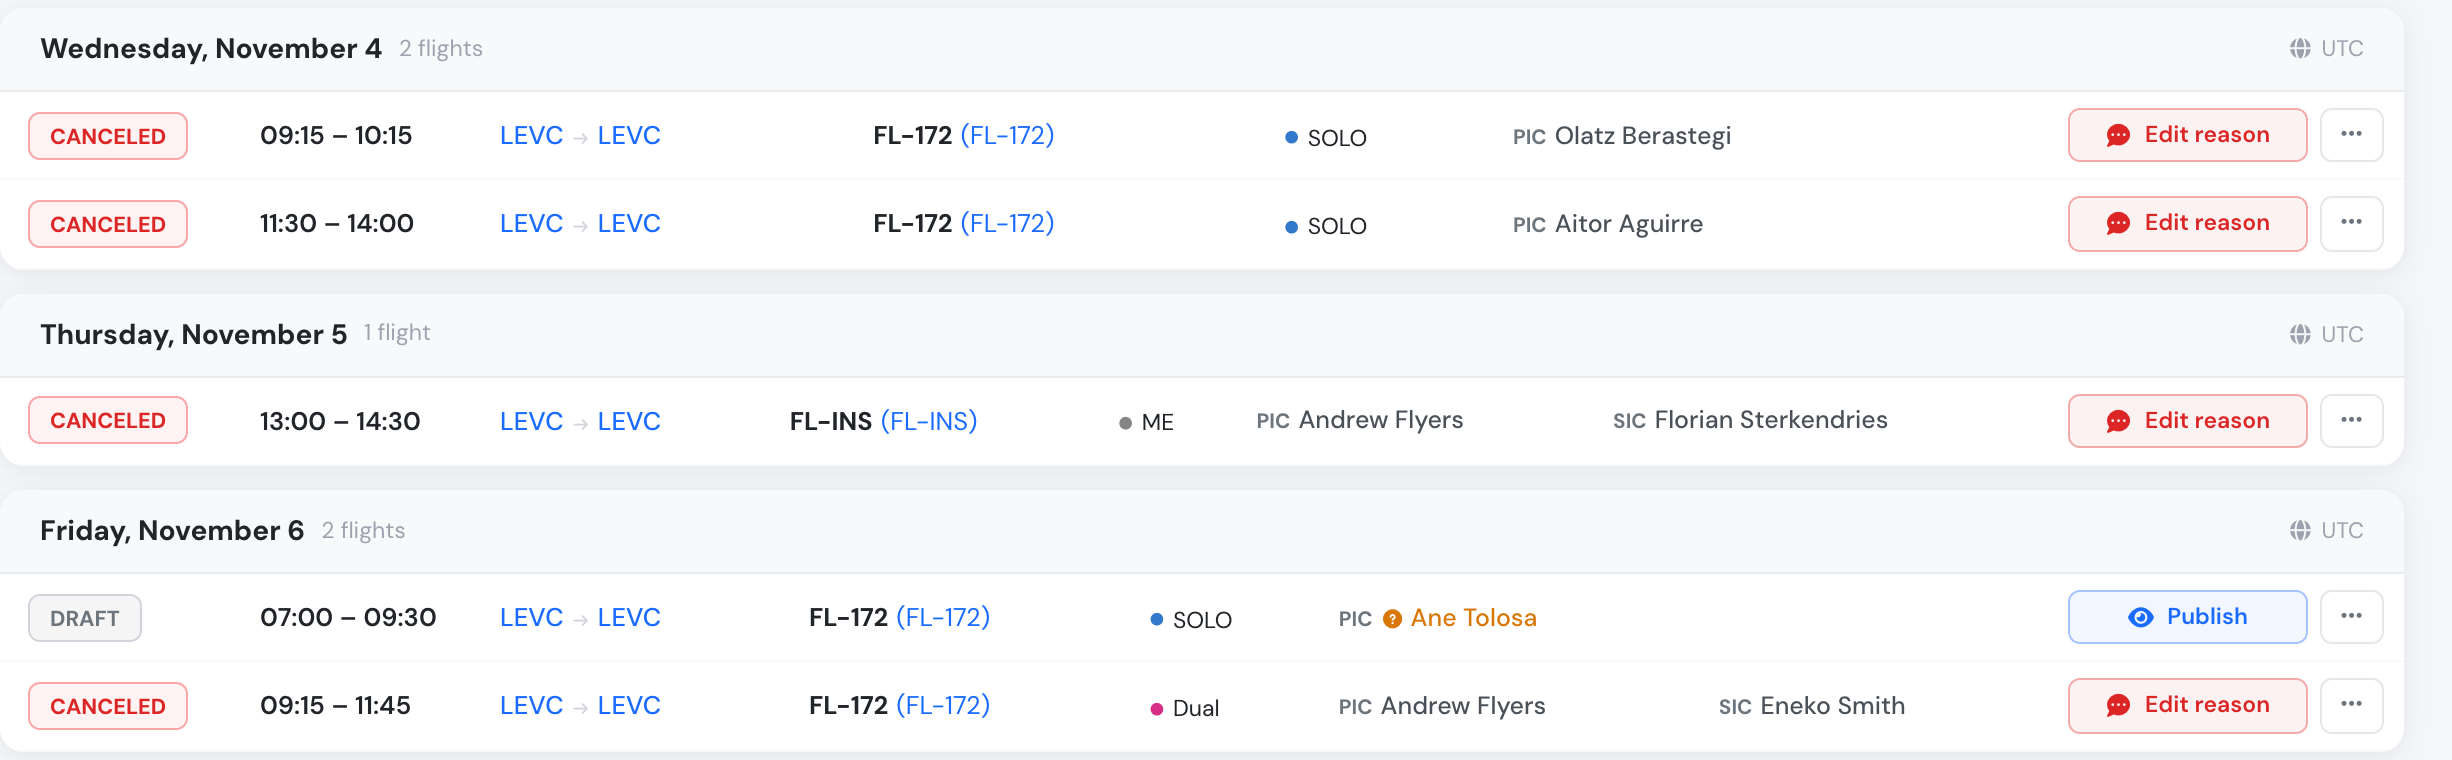 Wednesday, November 4 2 flights UTC
CANCELED 09:15 – 10:15 LEVC → LEVC FL-172 (FL-172) SOLO PIC Olatz Berastegi Edit reason ...
CANCELED 11:30 – 14:00 LEVC → LEVC FL-172 (FL-172) SOLO PIC Aitor Aguirre Edit reason ...
Thursday, November 5 1 flight UTC
CANCELED 13:00 – 14:30 LEVC → LEVC FL-INS (FL-INS) ME PIC Andrew Flyers SIC Florian Sterkendries Edit reason ...
Friday, November 6 2 flights UTC
DRAFT 07:00 – 09:30 LEVC → LEVC FL-172 (FL-172) SOLO PIC ? Ane Tolosa Publish ...
CANCELED 09:15 – 11:45 LEVC → LEVC FL-172 (FL-172) Dual PIC Andrew Flyers SIC Eneko Smith Edit reason ...